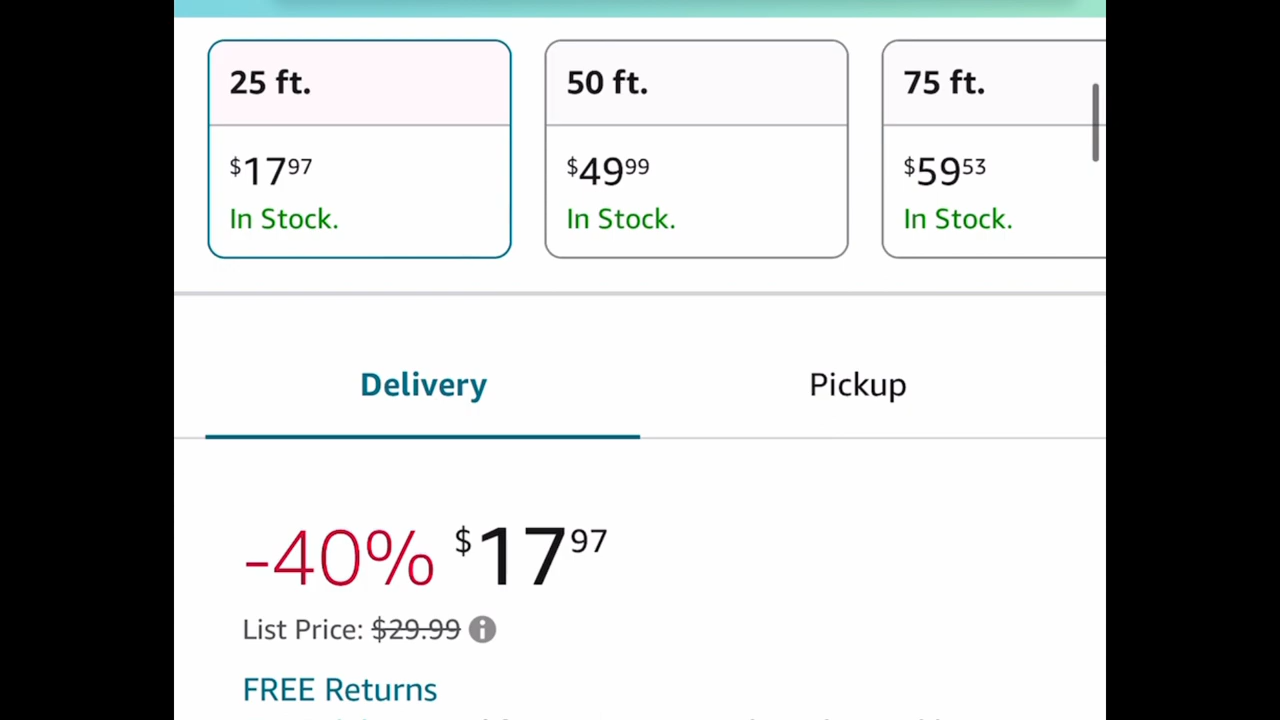 25 ft.
50 ft.
75 ft.
$17.97
$49.99
$59.53
In Stock.
In Stock.
In Stock.
Delivery
Pickup
-40% $17.97
List Price: $29.99
FREE Returns